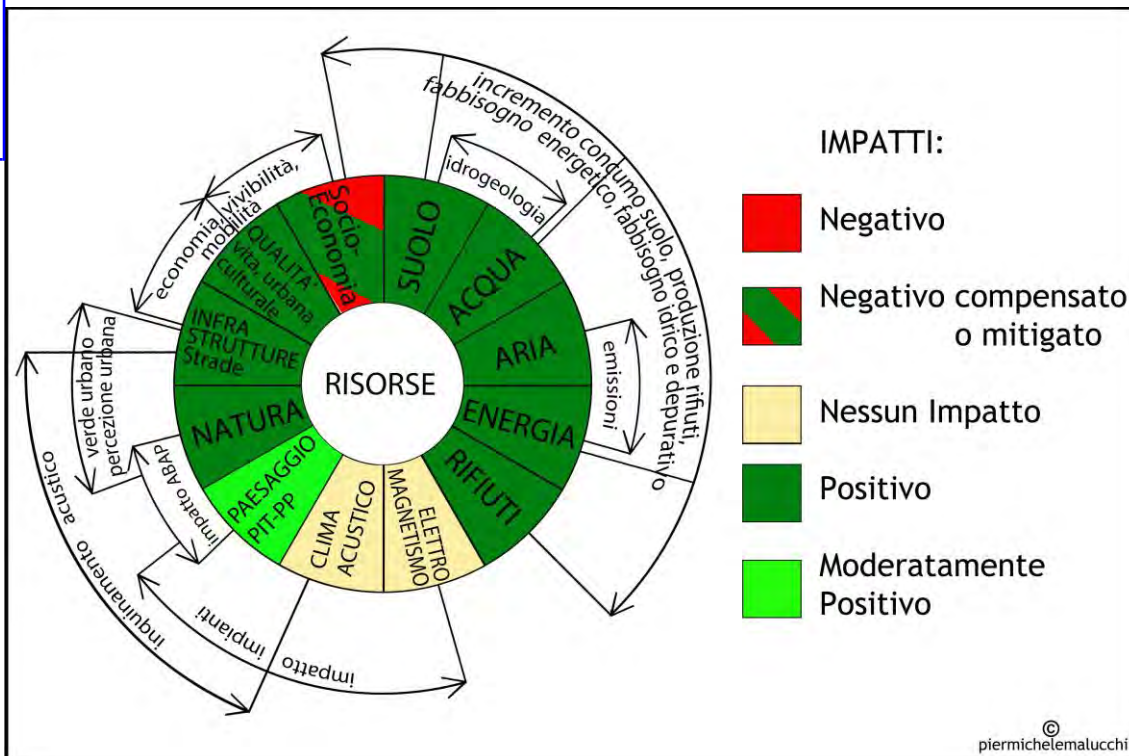 incremento concumo suolo, produzione rifiuti,
fabbisogno energetico, fabbisogno idrico e depurativo
idrogeologia
emissioni
economia, vivibilità,
mobilità
verde urbano
percezione urbana
impatto ABAP
inquinamento acustico
impatto impianti
Socio-
Economia
SUOLO
ACQUA
ARIA
ENERGIA
RIFIUTI
ELETTRO
MAGNETISMO
CLIMA
ACUSTICO
PAESAGGIO
PIT-PP
NATURA
INFRA
STRUTTURE
Strade
QUALITA'
vita, urbana
culturale
RISORSE
IMPATTI:
Negativo
Negativo compensato
o mitigato
Nessun Impatto
Positivo
Moderatamente
Positivo
©
piermichelemalucchi